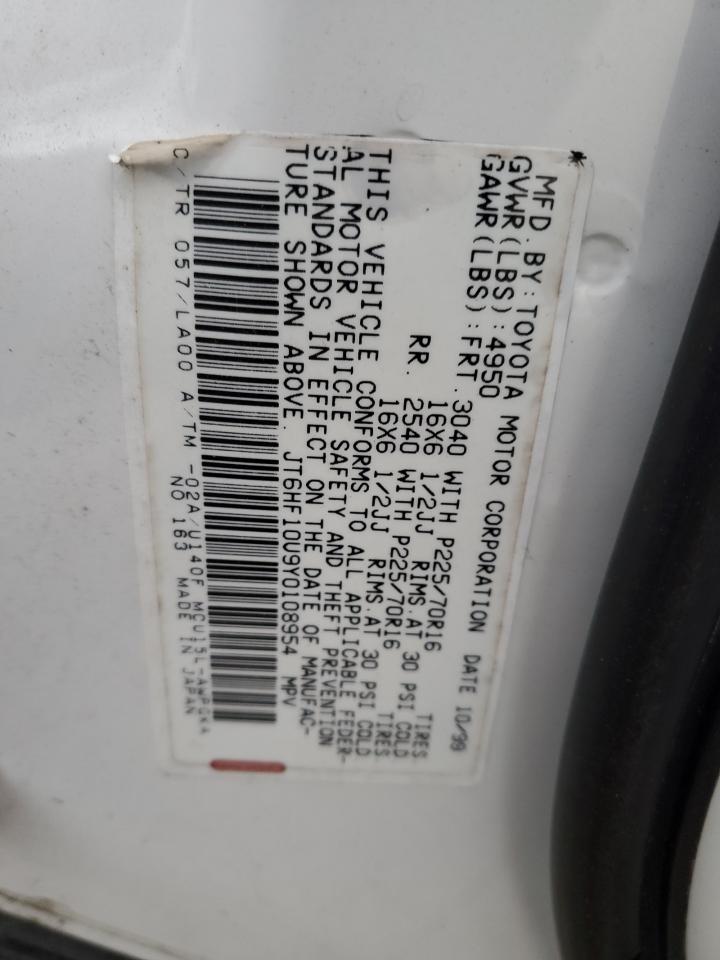 MFD. BY: TOYOTA MOTOR CORPORATION DATE 10/99
GVWR(LBS): 4950
GAWR(LBS): FRT. 3040 WITH P225/70R16 TIRES
16X6 1/2JJ RIMS. AT 30 PSI COLD
RR. 2540 WITH P225/70R16 TIRES
16X6 1/2JJ RIMS. AT 30 PSI COLD
THIS VEHICLE CONFORMS TO ALL APPLICABLE FEDER-
AL MOTOR VEHICLE SAFETY AND THEFT PREVENTION
STANDARDS IN EFFECT ON THE DATE OF MANUFAC-
TURE SHOWN ABOVE. JT6HF10U9Y0108954 MPV
C/TR 057/LA00 A/TM -02A/U140F MCU15L-AWPGKA
NO 163 MADE IN JAPAN